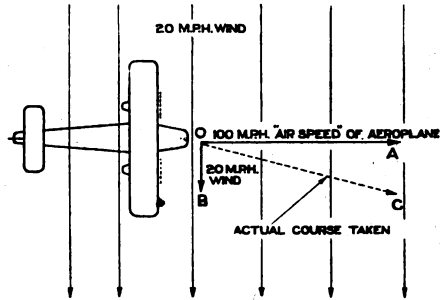 20 M.P.H. WIND
O 100 M.P.H. "AIR SPEED" OF AEROPLANE
A
20 M.P.H.
WIND
B
C
ACTUAL COURSE TAKEN